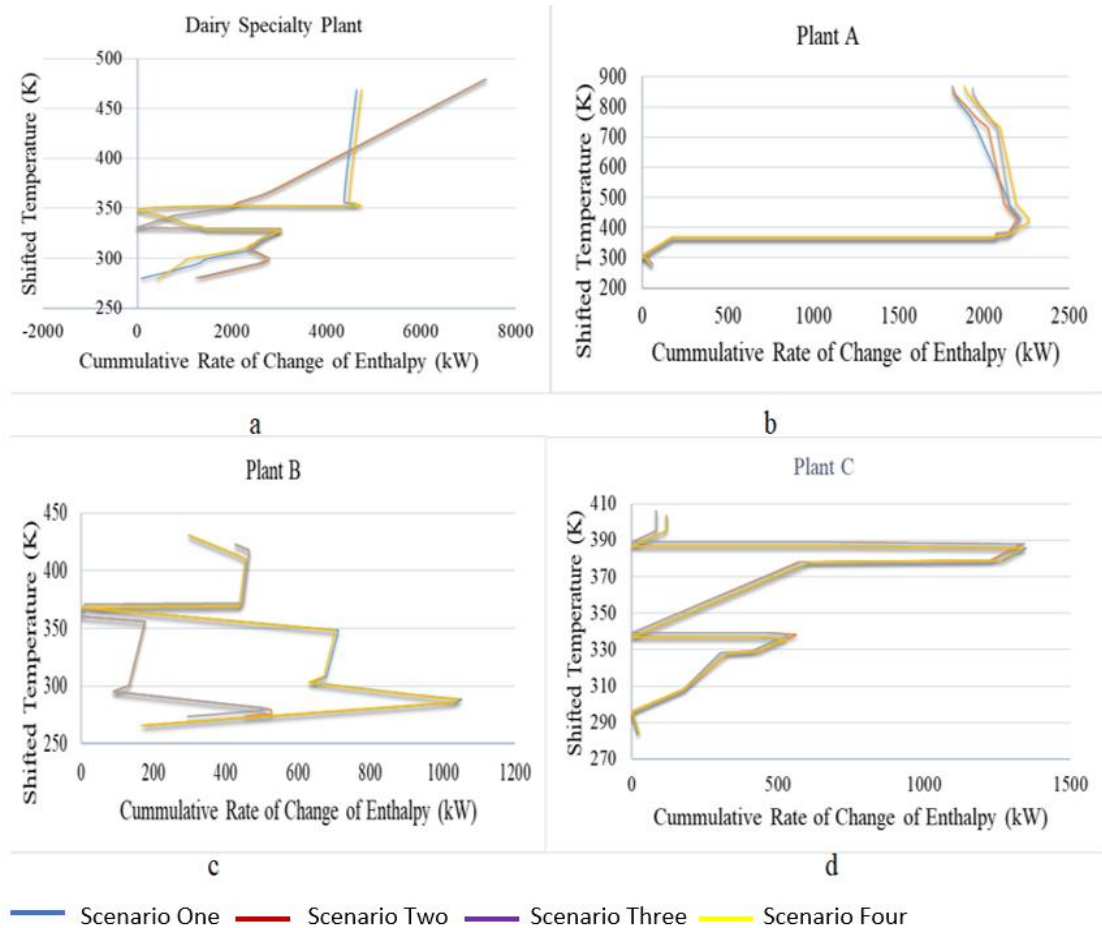 Dairy Specialty Plant
Shifted Temperature (K)
500
450
400
350
300
250
-2000 0 2000 4000 6000 8000
Cummulative Rate of Change of Enthalpy (kW)
a
Plant A
Shifted Temperature (K)
900
800
700
600
500
400
300
200
0 500 1000 1500 2000 2500
Cummulative Rate of Change of Enthalpy (kW)
b
Plant B
Shifted Temperature (K)
450
400
350
300
250
0 200 400 600 800 1000 1200
Cummulative Rate of Change of Enthalpy (kW)
c
Plant C
Shifted Temperature (K)
410
390
370
350
330
310
290
270
0 500 1000 1500
Cummulative Rate of Change of Enthalpy (kW)
d
Scenario One Scenario Two Scenario Three Scenario Four